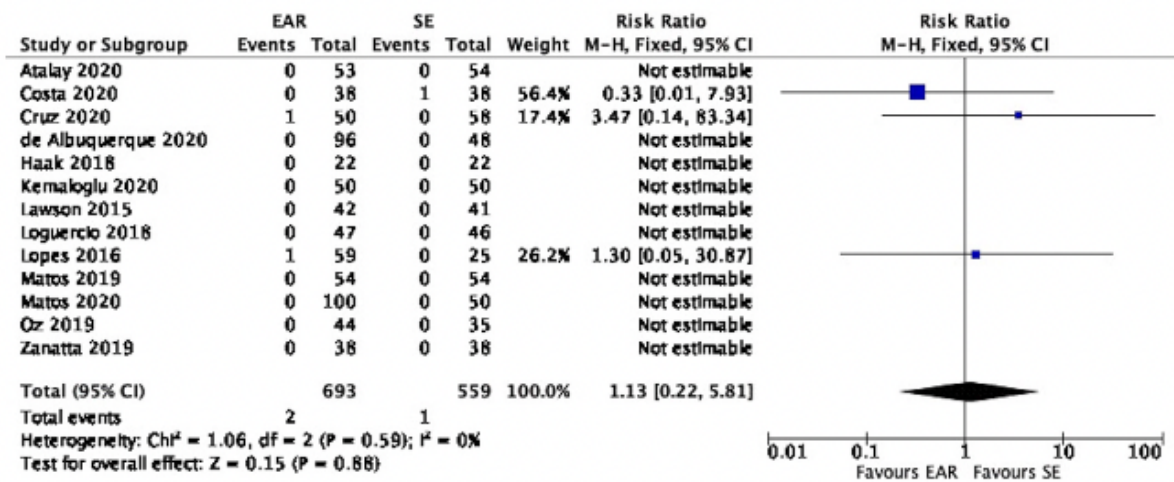 EAR SE Risk Ratio Risk Ratio
Study or Subgroup Events Total Events Total Weight M-H, Fixed, 95% CI M-H, Fixed, 95% CI
Atalay 2020 0 53 0 54 Not estimable
Costa 2020 0 38 1 38 56.4% 0.33 [0.01, 7.93]
Cruz 2020 1 50 0 58 17.4% 3.47 [0.14, 83.34]
de Albuquerque 2020 0 96 0 48 Not estimable
Haak 2018 0 22 0 22 Not estimable
Kemaloglu 2020 0 50 0 50 Not estimable
Lawson 2015 0 42 0 41 Not estimable
Loguercio 2018 0 47 0 46 Not estimable
Lopes 2016 1 59 0 25 26.2% 1.30 [0.05, 30.87]
Matos 2019 0 54 0 54 Not estimable
Matos 2020 0 100 0 50 Not estimable
Oz 2019 0 44 0 35 Not estimable
Zanatta 2019 0 38 0 38 Not estimable
Total (95% CI) 693 559 100.0% 1.13 [0.22, 5.81]
Total events 2 1
Heterogeneity: Chi² = 1.06, df = 2 (P = 0.59); I² = 0%
Test for overall effect: Z = 0.15 (P = 0.88)
0.01 0.1 1 10 100
Favours EAR Favours SE